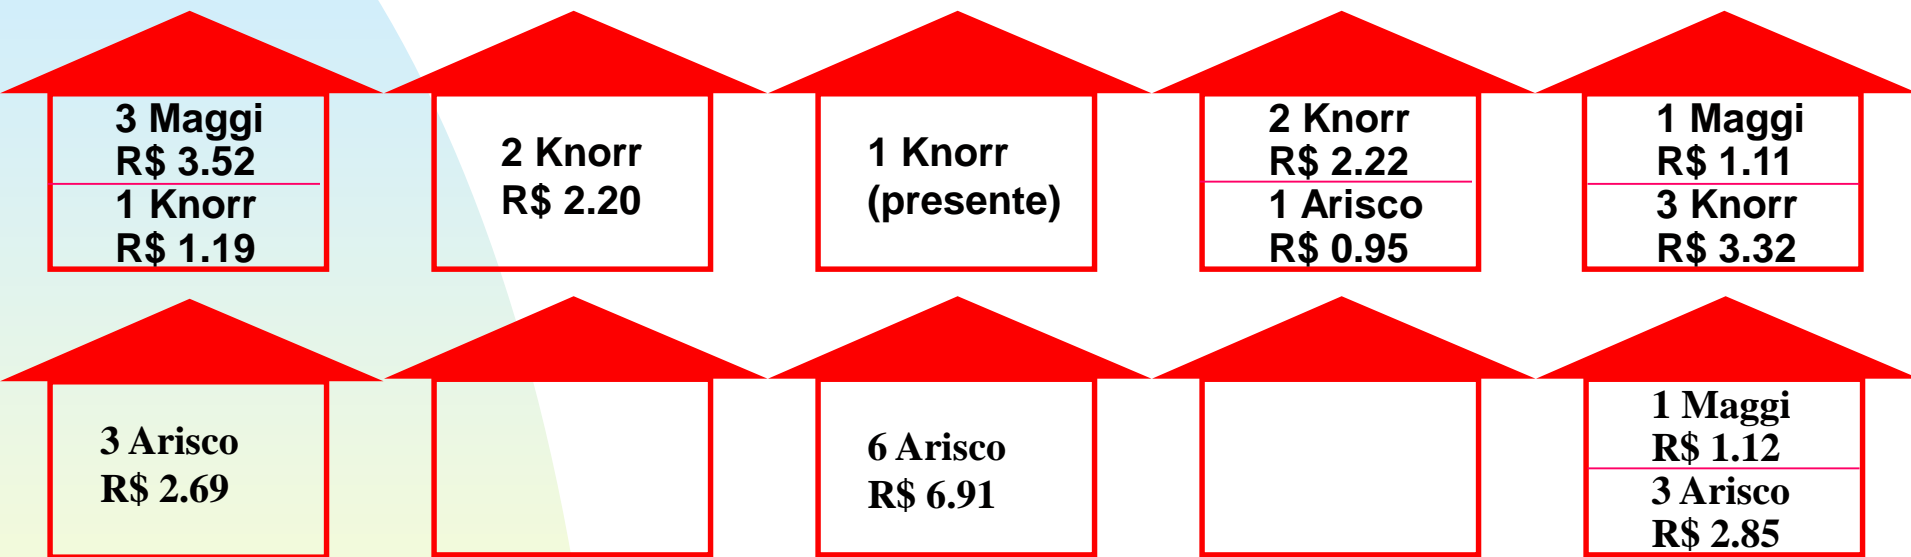 3 Maggi
R$ 3.52
1 Knorr
R$ 1.19
2 Knorr
R$ 2.20
1 Knorr
(presente)
2 Knorr
R$ 2.22
1 Arisco
R$ 0.95
1 Maggi
R$ 1.11
3 Knorr
R$ 3.32
3 Arisco
R$ 2.69
6 Arisco
R$ 6.91
1 Maggi
R$ 1.12
3 Arisco
R$ 2.85